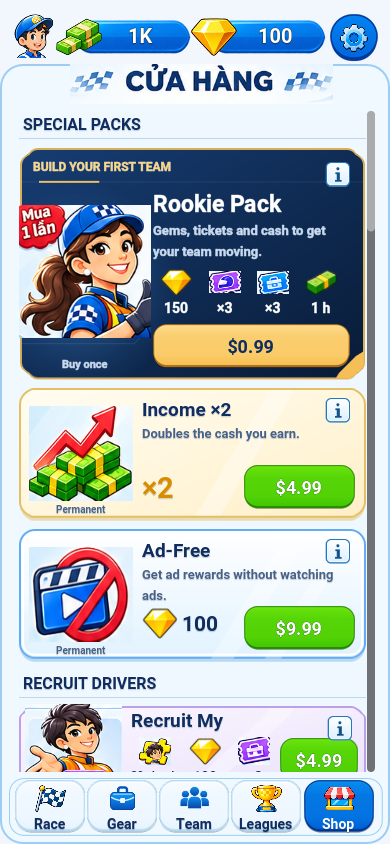 1K
100
CỬA HÀNG
SPECIAL PACKS
BUILD YOUR FIRST TEAM
i
Mua
1 lần
Rookie Pack
Gems, tickets and cash to get
your team moving.
150
×3
×3
1 h
Buy once
$0.99
Income ×2
i
Doubles the cash you earn.
×2
$4.99
Permanent
Ad-Free
i
Get ad rewards without watching
ads.
100
$9.99
Permanent
RECRUIT DRIVERS
Recruit My
i
$4.99
Race
Gear
Team
Leagues
Shop